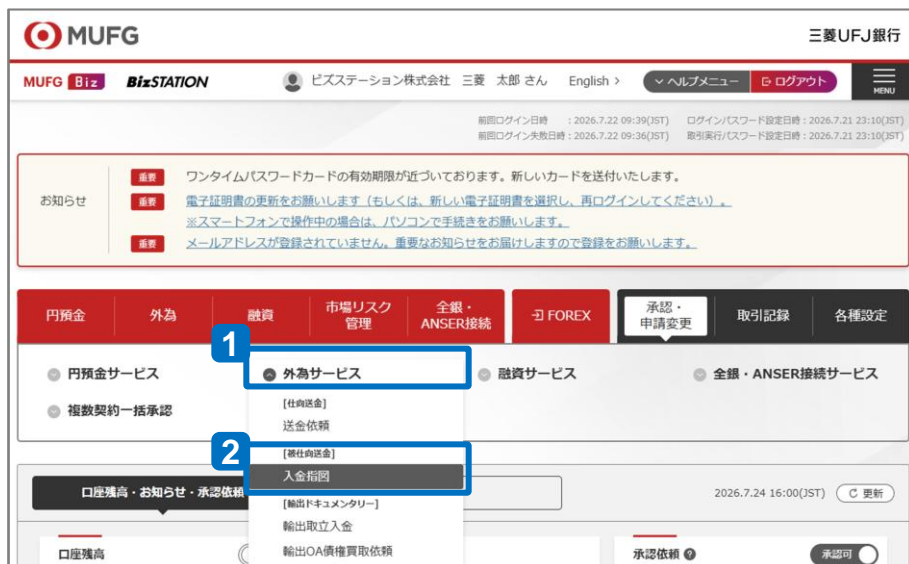 MUFG
三菱UFJ銀行
MUFG Biz BizSTATION ビズステーション株式会社 三菱 太郎 さん English > ヘルプメニュー ログアウト MENU
前回ログイン日時 : 2026.7.22 09:39(JST) ログインパスワード設定日時 : 2026.7.21 23:10(JST)
前回ログイン失敗日時 : 2026.7.22 09:36(JST) 取引実行パスワード設定日時 : 2026.7.21 23:10(JST)
お知らせ
重要 ワンタイムパスワードカードの有効期限が近づいております。新しいカードを送付いたします。
重要 電子証明書の更新をお願いします（もしくは、新しい電子証明書を選択し、再ログインしてください）。
※スマートフォンで操作中の場合は、パソコンで手続きをお願いします。
重要 メールアドレスが登録されていません。重要なお知らせをお届けしますので登録をお願いします。
円預金 外為 融資 市場リスク管理 全銀・ANSER接続 FOREX 承認・申請変更 取引記録 各種設定
1
円預金サービス 外為サービス 融資サービス 全銀・ANSER接続サービス
複数契約一括承認
[仕向送金]
送金依頼
2
[被仕向送金]
入金指図
口座残高・お知らせ・承認依頼
2026.7.24 16:00(JST) 更新
[輸出ドキュメンタリー]
輸出取立入金
輸出OA債権買取依頼
口座残高
承認依頼 ? 承認可